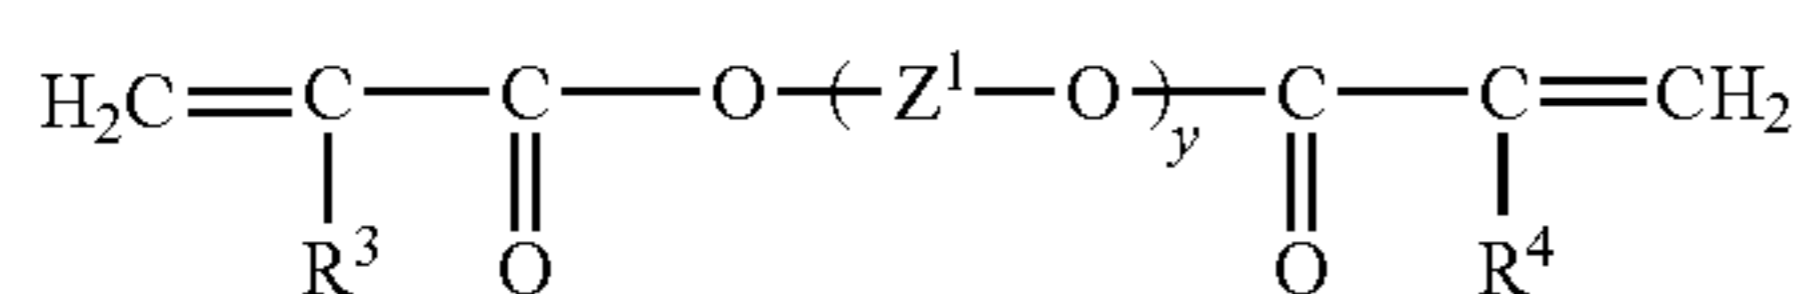 H₂C=C—C—O—(Z¹—O)y—C—C=CH₂
R³ O O R⁴